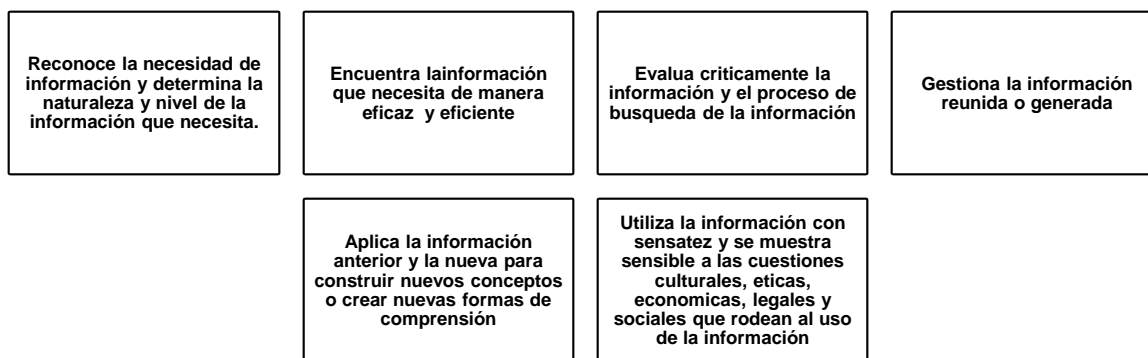 Reconoce la necesidad de
información y determina la
naturaleza y nivel de la
información que necesita.
Encuentra lainformación
que necesita de manera
eficaz y eficiente
Evalua criticamente la
información y el proceso de
busqueda de la información
Gestiona la información
reunida o generada
Aplica la información
anterior y la nueva para
construir nuevos conceptos
o crear nuevas formas de
comprensión
Utiliza la información con
sensatez y se muestra
sensible a las cuestiones
culturales, eticas,
economicas, legales y
sociales que rodean al uso
de la información